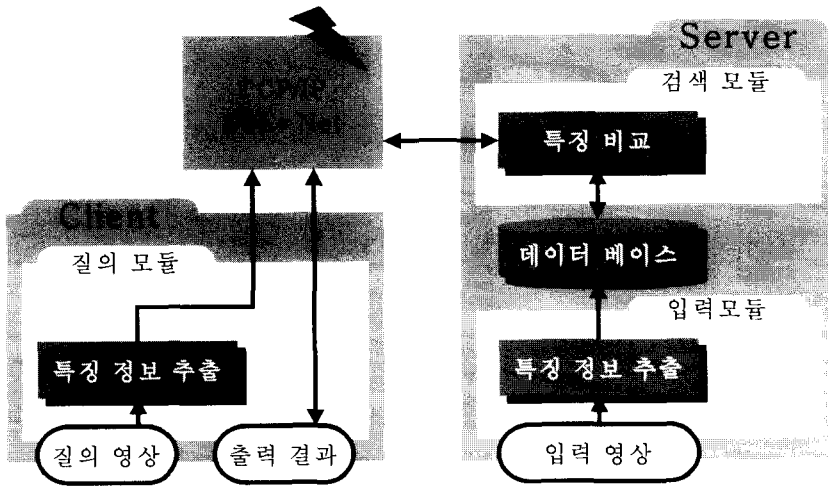 Server
검색 모듈
특징 비교
TCP/IP
Client
질의 모듈
데이터 베이스
입력모듈
특징 정보 추출
특징 정보 추출
질의 영상
출력 결과
입력 영상